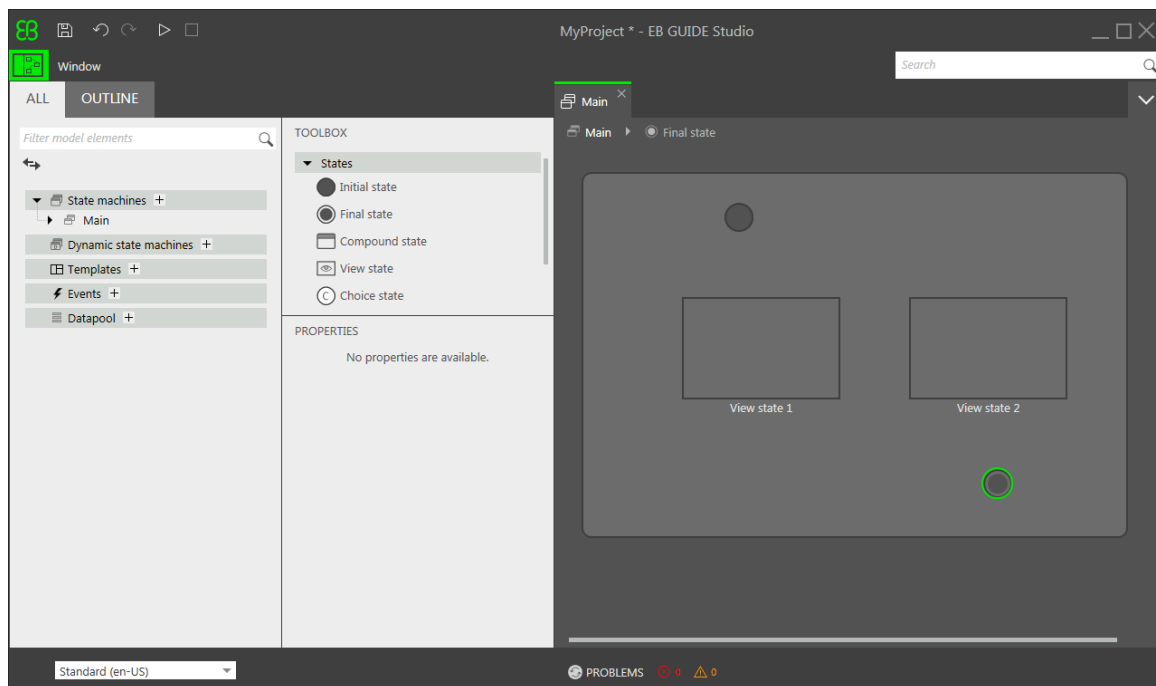 EB
MyProject * - EB GUIDE Studio
Window
Search
ALL
OUTLINE
Main
Filter model elements
TOOLBOX
Main
Final state
States
State machines +
Main
Dynamic state machines +
Templates +
Events +
Datapool +
Initial state
Final state
Compound state
View state
C Choice state
PROPERTIES
No properties are available.
View state 1
View state 2
Standard (en-US)
PROBLEMS 0 0